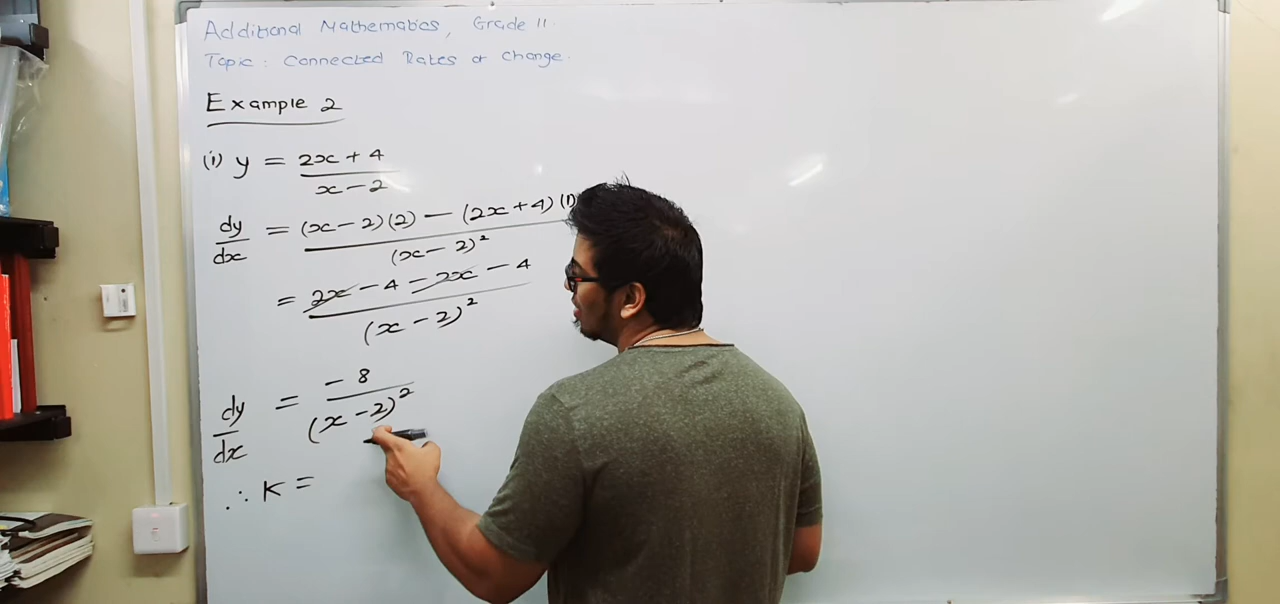 Additional Mathematics, Grade 11.
Topic: Connected Rates of Change.
Example 2
(i) y = 2x + 4 / x - 2
dy/dx = (x - 2)(2) - (2x + 4)(1) / (x - 2)²
= 2x - 4 - 2x - 4 / (x - 2)²
dy/dx = -8 / (x - 2)²
∴ K =